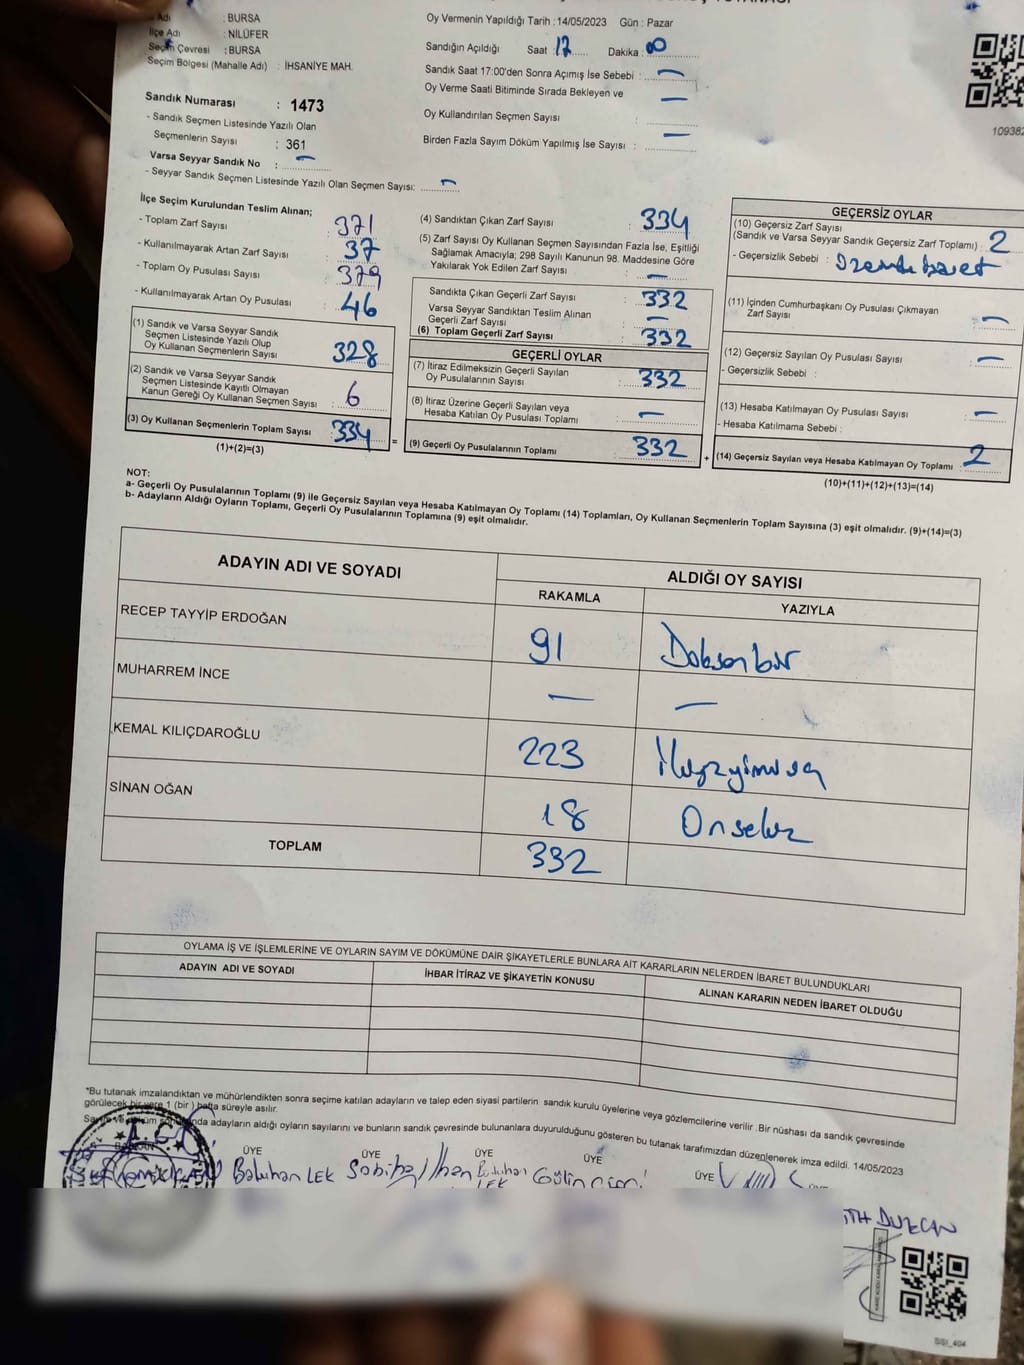 Adı : BURSA
İlçe Adı : NİLÜFER
Seçim Çevresi : BURSA
Seçim Bölgesi (Mahalle Adı) : İHSANİYE MAH.
Sandık Numarası : 1473
- Sandık Seçmen Listesinde Yazılı Olan
Seçmenlerin Sayısı : 361
Varsa Seyyar Sandık No : —
- Seyyar Sandık Seçmen Listesinde Yazılı Olan Seçmen Sayısı: —
Oy Vermenin Yapıldığı Tarih : 14/05/2023 Gün : Pazar
Sandığın Açıldığı Saat : 17 Dakika : 00
Sandık Saat 17:00'den Sonra Açımış İse Sebebi : —
Oy Verme Saati Bitiminde Sırada Bekleyen ve —
Oy Kullandırılan Seçmen Sayısı :
Birden Fazla Sayım Döküm Yapılmış İse Sayısı : —
109382
İlçe Seçim Kurulundan Teslim Alınan;
- Toplam Zarf Sayısı : 371
- Kullanılmayarak Artan Zarf Sayısı : 37
- Toplam Oy Pusulası Sayısı : 379
- Kullanılmayarak Artan Oy Pusulası : 46
(1) Sandık ve Varsa Seyyar Sandık
Seçmen Listesinde Yazılı Olup
Oy Kullanan Seçmenlerin Sayısı : 328
(2) Sandık ve Varsa Seyyar Sandık
Seçmen Listesinde Kayıtlı Olmayan
Kanun Gereği Oy Kullanan Seçmen Sayısı : 6
(3) Oy Kullanan Seçmenlerin Toplam Sayısı : 334
(1)+(2)=(3)
=
(4) Sandıktan Çıkan Zarf Sayısı : 334
(5) Zarf Sayısı Oy Kullanan Seçmen Sayısından Fazla İse, Eşitliği
Sağlamak Amacıyla; 298 Sayılı Kanunun 98. Maddesine Göre
Yakılarak Yok Edilen Zarf Sayısı : —
Sandıkta Çıkan Geçerli Zarf Sayısı : 332
Varsa Seyyar Sandıktan Teslim Alınan
Geçerli Zarf Sayısı : —
(6) Toplam Geçerli Zarf Sayısı : 332
GEÇERLİ OYLAR
(7) İtiraz Edilmeksizin Geçerli Sayılan
Oy Pusulalarının Sayısı : 332
(8) İtiraz Üzerine Geçerli Sayılan veya
Hesaba Katılan Oy Pusulası Toplamı : —
(9) Geçerli Oy Pusulalarının Toplamı : 332
+
GEÇERSİZ OYLAR
(10) Geçersiz Zarf Sayısı
(Sandık ve Varsa Seyyar Sandık Geçersiz Zarf Toplamı) : 2
- Geçersizlik Sebebi :
(11) İçinden Cumhurbaşkanı Oy Pusulası Çıkmayan
Zarf Sayısı : —
(12) Geçersiz Sayılan Oy Pusulası Sayısı : —
- Geçersizlik Sebebi :
(13) Hesaba Katılmayan Oy Pusulası Sayısı : —
- Hesaba Katılmama Sebebi :
(14) Geçersiz Sayılan veya Hesaba Katılmayan Oy Toplamı : 2
(10)+(11)+(12)+(13)=(14)
NOT:
a- Geçerli Oy Pusulalarının Toplamı (9) ile Geçersiz Sayılan veya Hesaba Katılmayan Oy Toplamı (14) Toplamları, Oy Kullanan Seçmenlerin Toplam Sayısına (3) eşit olmalıdır. (9)+(14)=(3)
b- Adayların Aldığı Oyların Toplamı, Geçerli Oy Pusulalarının Toplamına (9) eşit olmalıdır.
ADAYIN ADI VE SOYADI ALDIĞI OY SAYISI
RAKAMLA YAZIYLA
RECEP TAYYİP ERDOĞAN 91 Doksanbir
MUHARREM İNCE — —
KEMAL KILIÇDAROĞLU 223 İkiyüzyirmiüç
SİNAN OĞAN 18 Onsekiz
TOPLAM 332
OYLAMA İŞ VE İŞLEMLERİNE VE OYLARIN SAYIM VE DÖKÜMÜNE DAİR ŞİKAYETLERLE BUNLARA AİT KARARLARIN NELERDEN İBARET BULUNDUKLARI
ADAYIN ADI VE SOYADI İHBAR İTİRAZ VE ŞİKAYETİN KONUSU ALINAN KARARIN NEDEN İBARET OLDUĞU
*Bu tutanak imzalandıktan ve mühürlendikten sonra seçime katılan adayların ve talep eden siyasi partilerin sandık kurulu üyelerine veya gözlemcilerine verilir .Bir nüshası da sandık çevresinde
görülecek bir yere 1 (bir ) hafta süreyle asılır.
adayların aldığı oyların sayılarını ve bunların sandık çevresinde bulunanlara duyurulduğunu gösteren bu tutanak tarafımızdan düzenlenerek imza edildi. 14/05/2023
ÜYE ÜYE ÜYE ÜYE ÜYE
Batuhan LEK Sabiha İlhan
DUZCAN
SSI_404